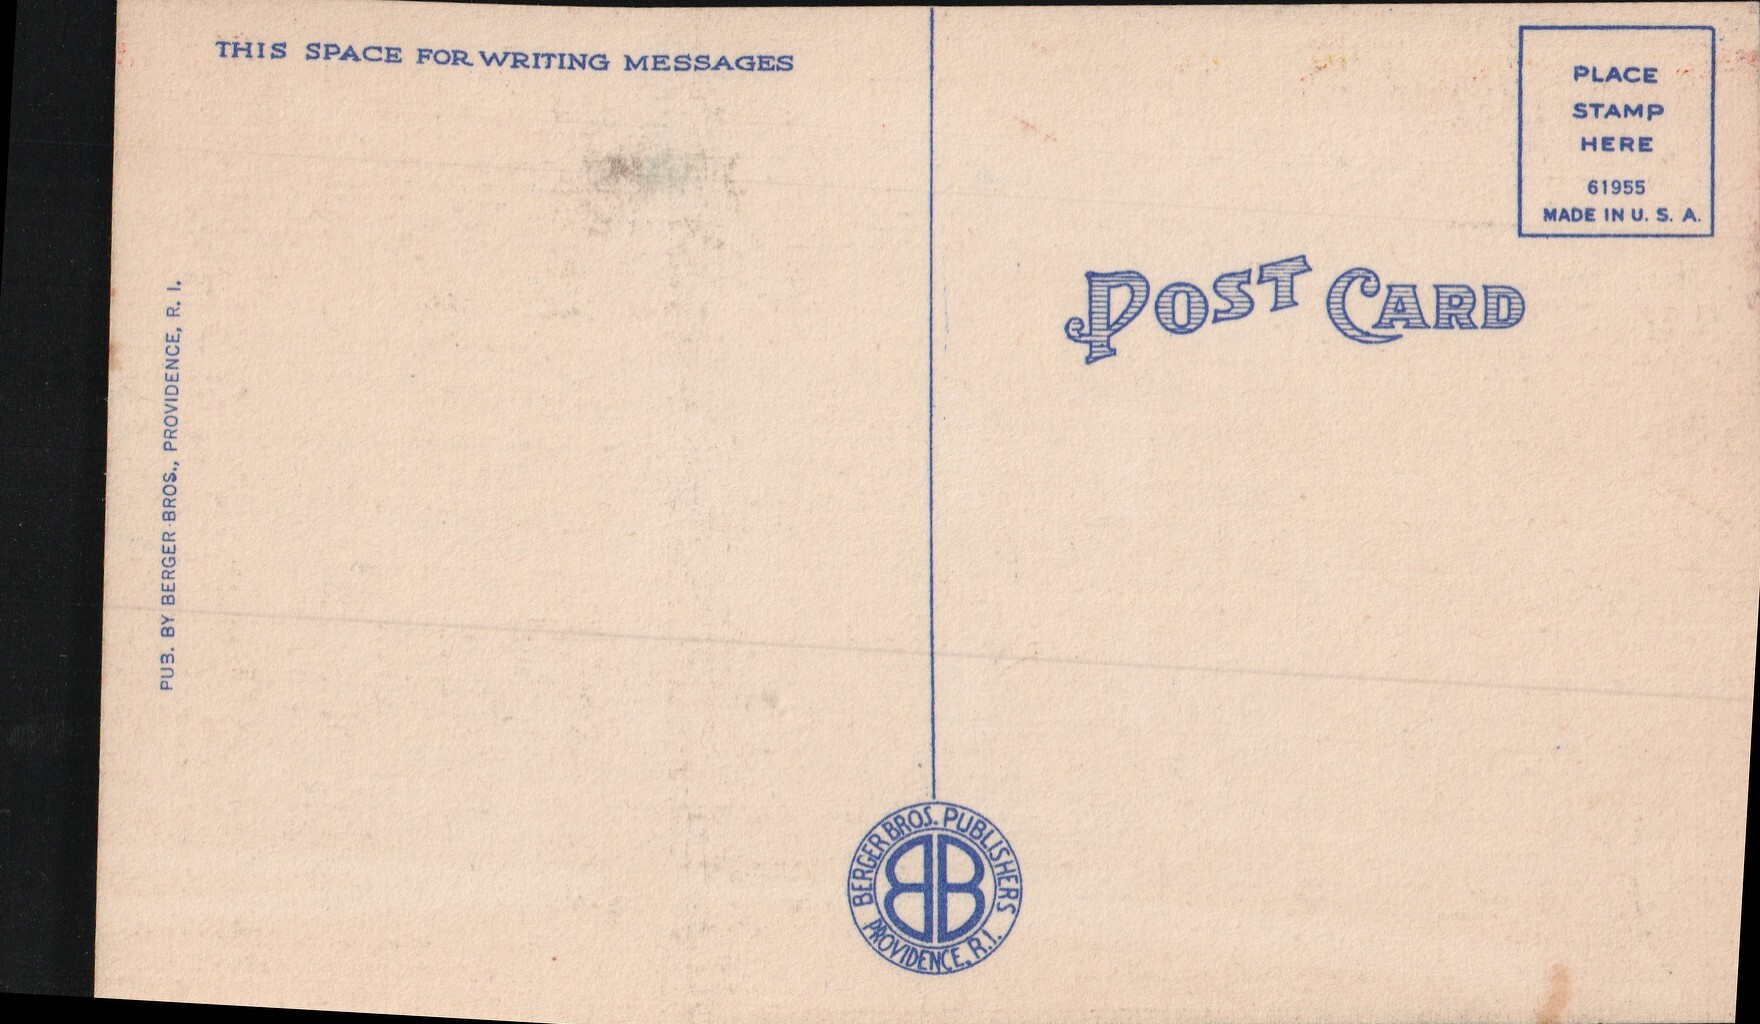 THIS SPACE FOR WRITING MESSAGES
PUB. BY BERGER BROS., PROVIDENCE, R. I.
PLACE
STAMP
HERE
61955
MADE IN U. S. A.
POST CARD
BERGER BROS. PUBLISHERS
BB
PROVIDENCE, R.I.